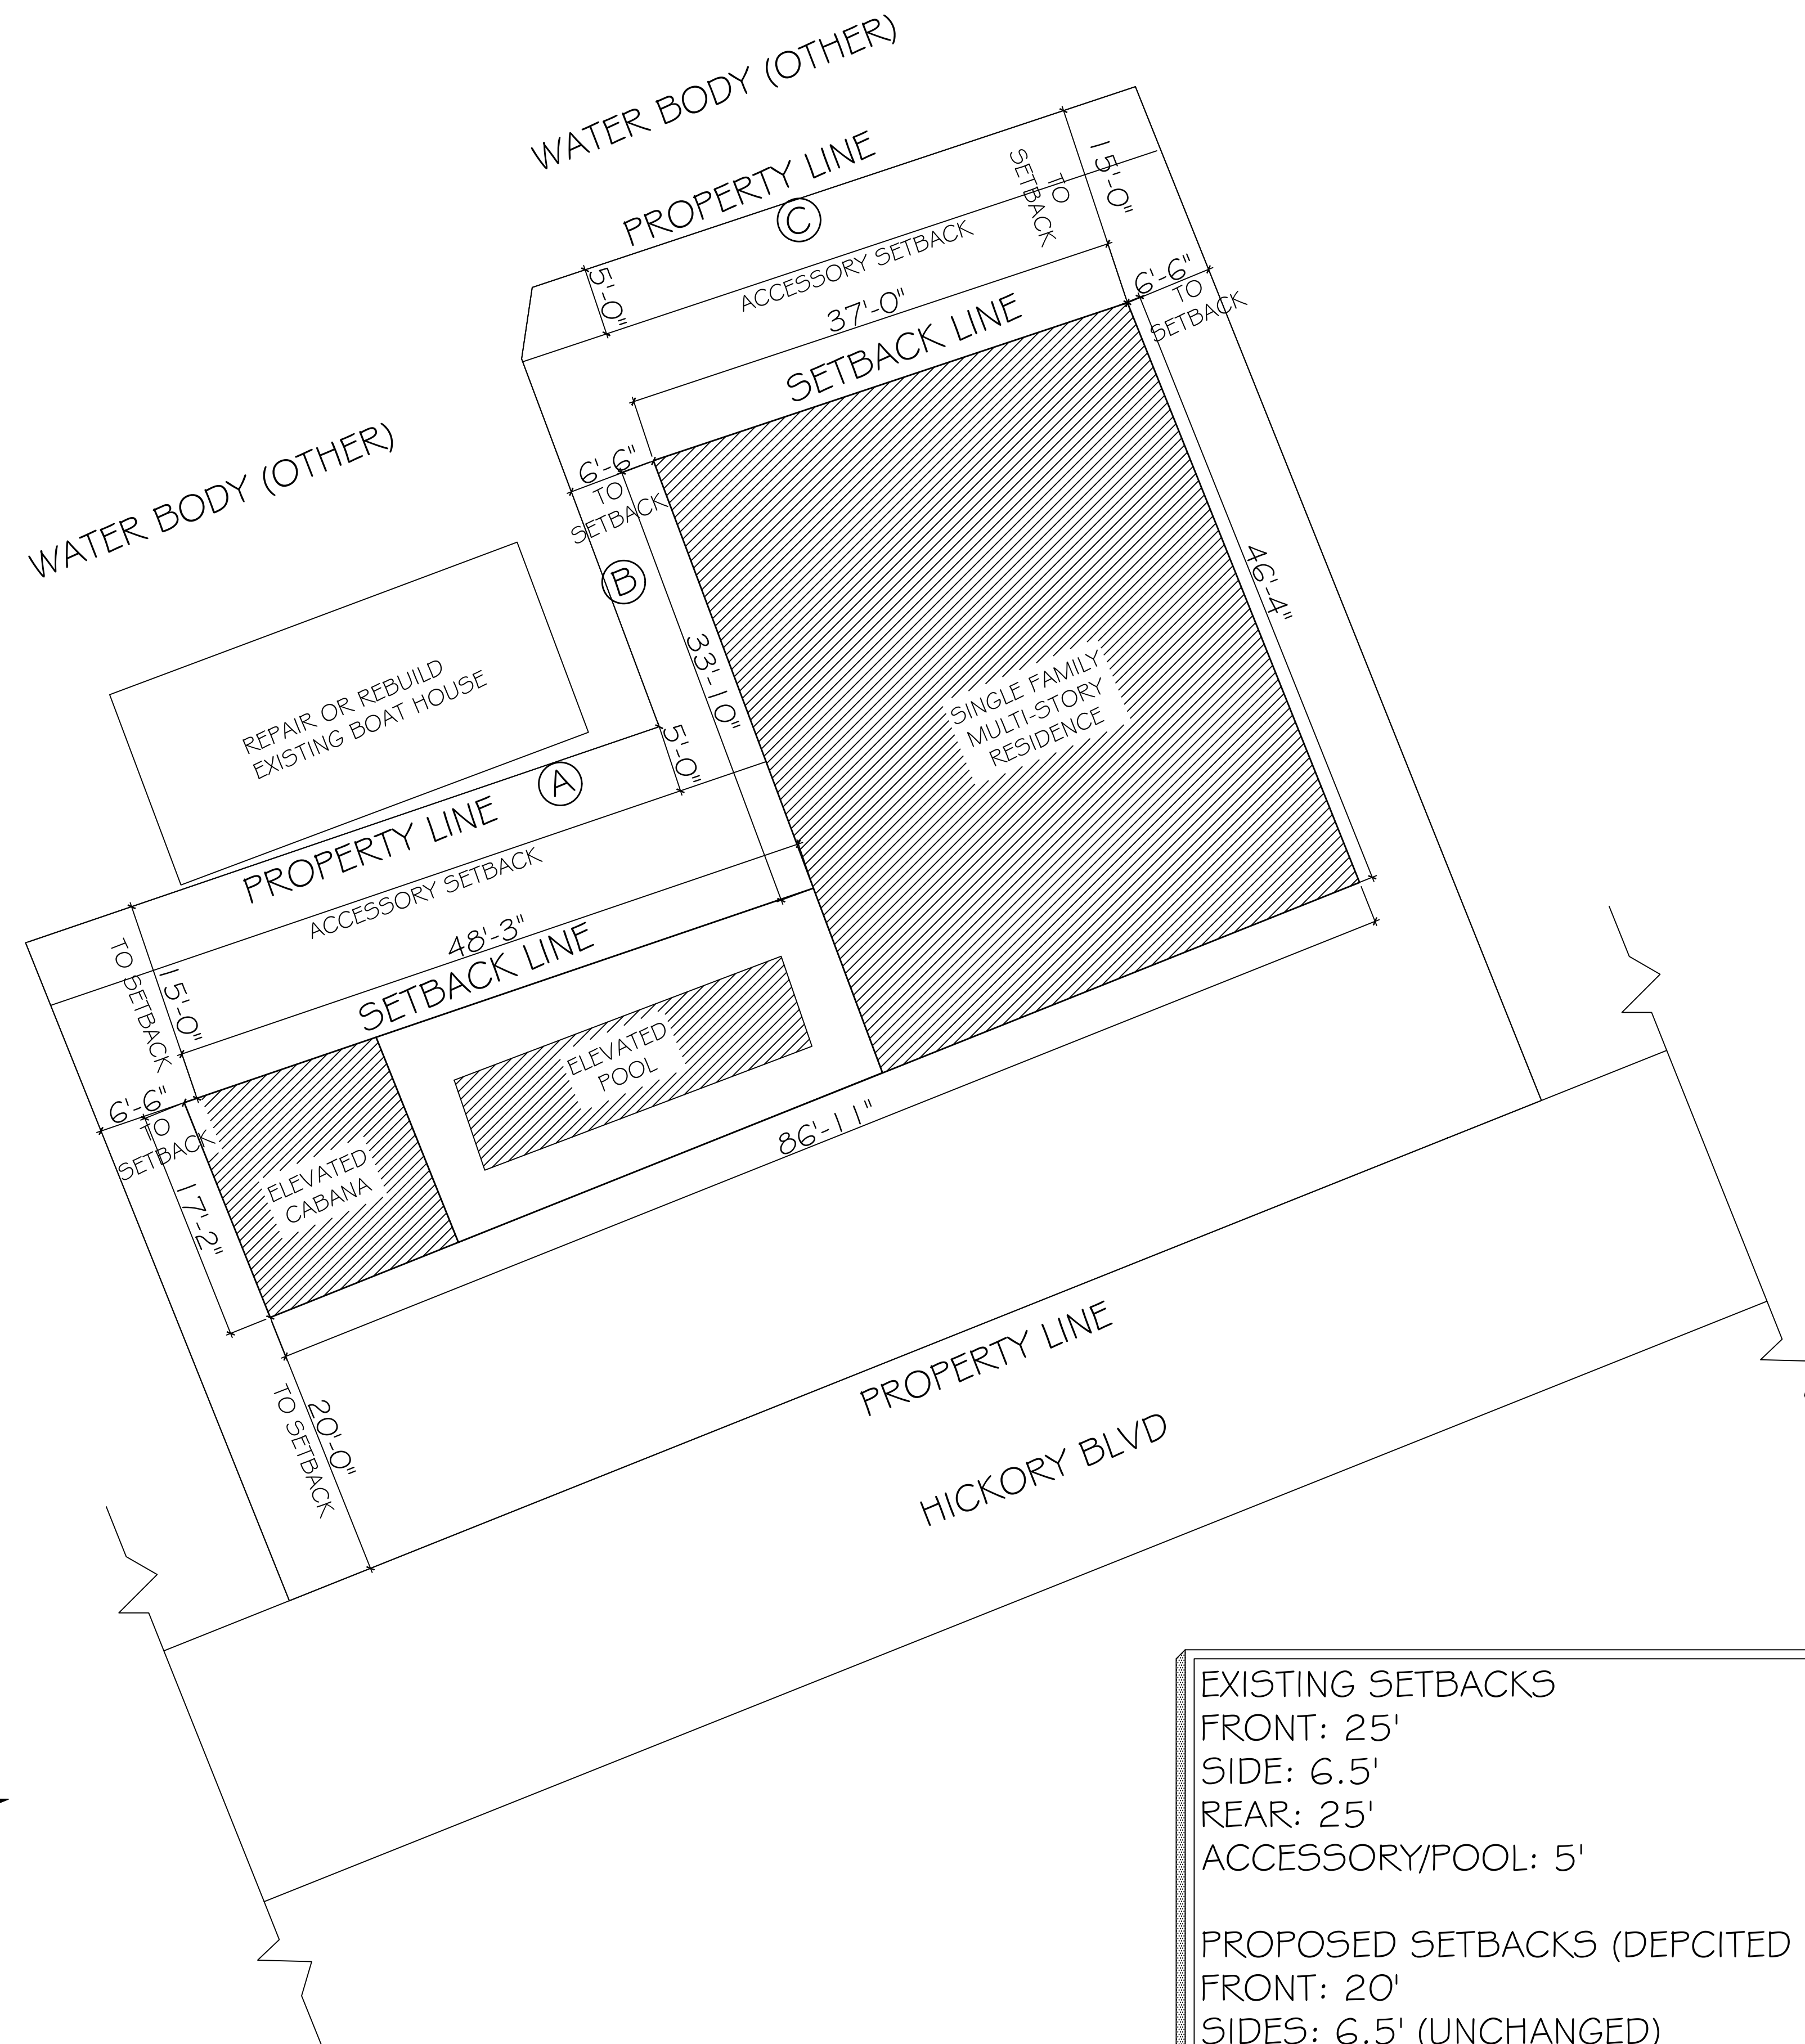 WATER BODY (OTHER)
PROPERTY LINE
C
15'-0"
TO
SETBACK
5'-0"
ACCESSORY SETBACK
37'-0"
6'-6"
TO
SETBACK
SETBACK LINE
WATER BODY (OTHER)
6'-6"
TO
SETBACK
B
46'-4"
33'-10"
SINGLE FAMILY
MULTI-STORY
RESIDENCE
REPAIR OR REBUILD
EXISTING BOAT HOUSE
5'-0"
A
PROPERTY LINE
ACCESSORY SETBACK
48'-3"
SETBACK LINE
TO SETBACK
15'-0"
ELEVATED
POOL
6'-6"
TO
SETBACK
86'-11"
ELEVATED
CABANA
17'-2"
20'-0"
TO SETBACK
PROPERTY LINE
HICKORY BLVD
EXISTING SETBACKS
FRONT: 25'
SIDE: 6.5'
REAR: 25'
ACCESSORY/POOL: 5'
PROPOSED SETBACKS (DEPCITED
FRONT: 20'
SIDES: 6.5' (UNCHANGED)